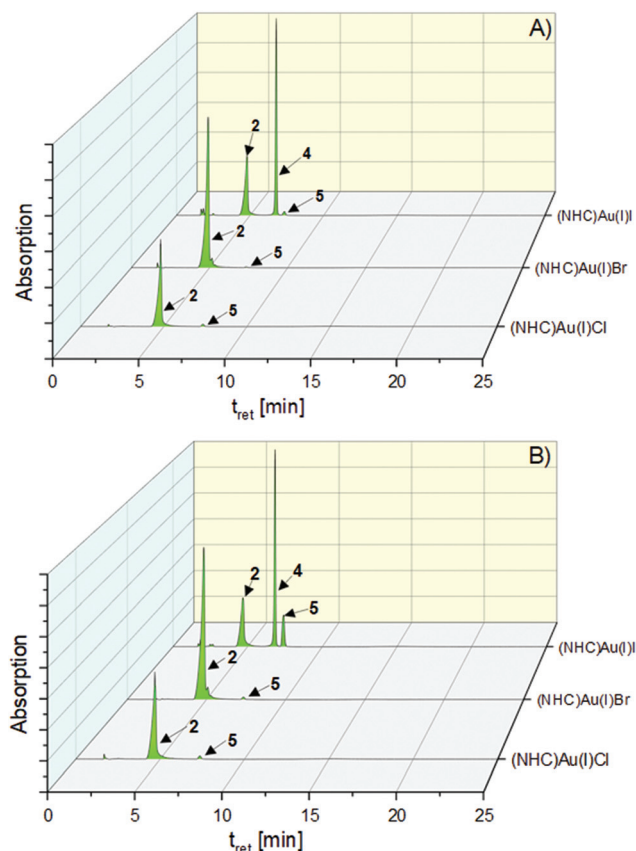 A)
2
4
5
(NHC)Au(I)I
2
5
(NHC)Au(I)Br
2
5
(NHC)Au(I)Cl
Absorption
0
5
10
15
20
25
t_ret [min]
B)
2
4
5
(NHC)Au(I)I
2
5
(NHC)Au(I)Br
2
5
(NHC)Au(I)Cl
Absorption
0
5
10
15
20
25
t_ret [min]